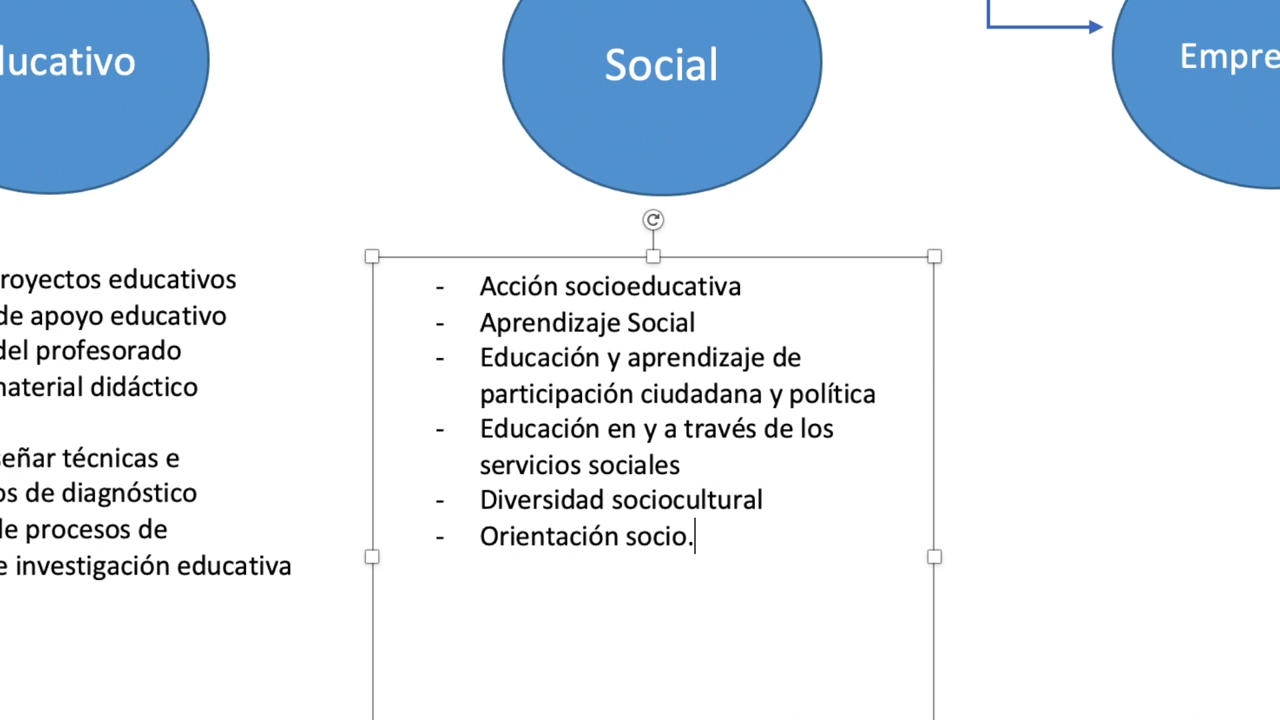 ducativo
Social
Empre
royectos educativos
de apoyo educativo
del profesorado
material didáctico
señar técnicas e
os de diagnóstico
de procesos de
e investigación educativa
- Acción socioeducativa
- Aprendizaje Social
- Educación y aprendizaje de
participación ciudadana y política
- Educación en y a través de los
servicios sociales
- Diversidad sociocultural
- Orientación socio.